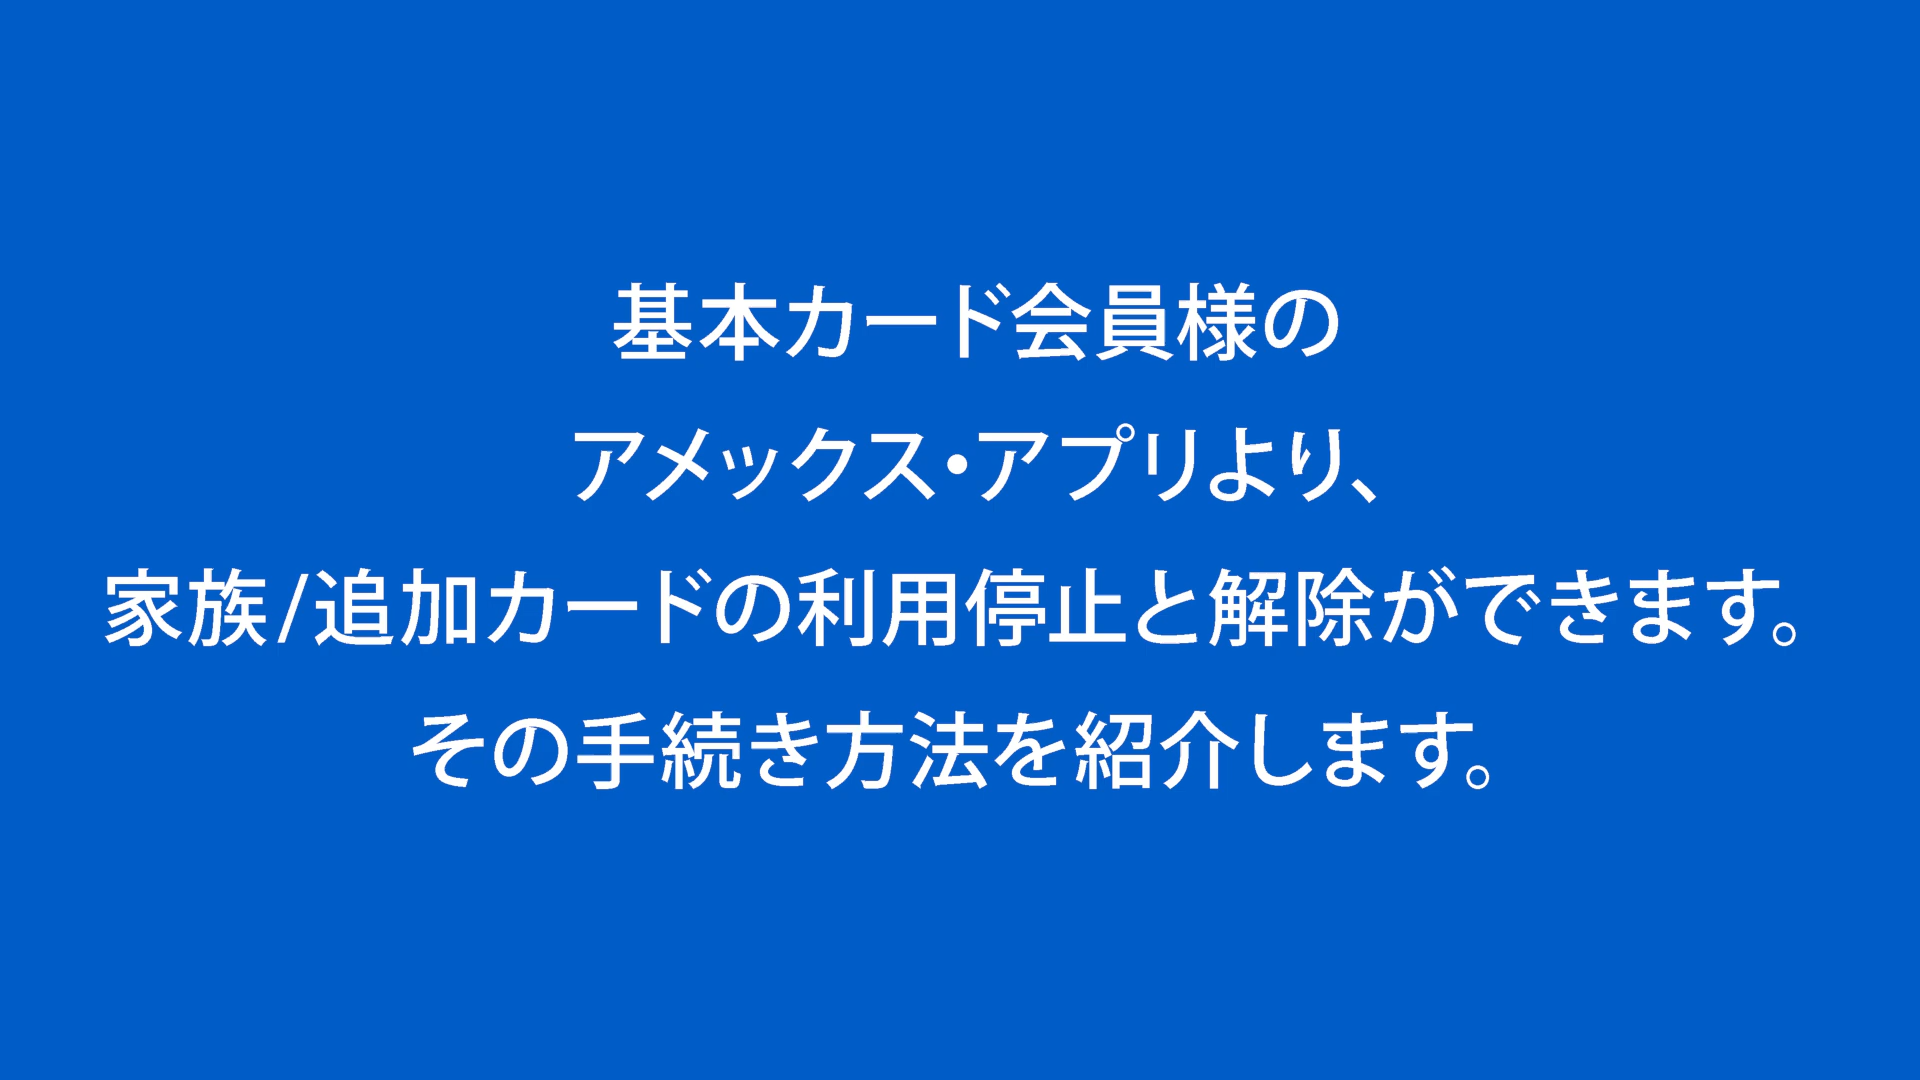 基本カード会員様の
アメックス・アプリより、
家族/追加カードの利用停止と解除ができます。
その手続き方法を紹介します。